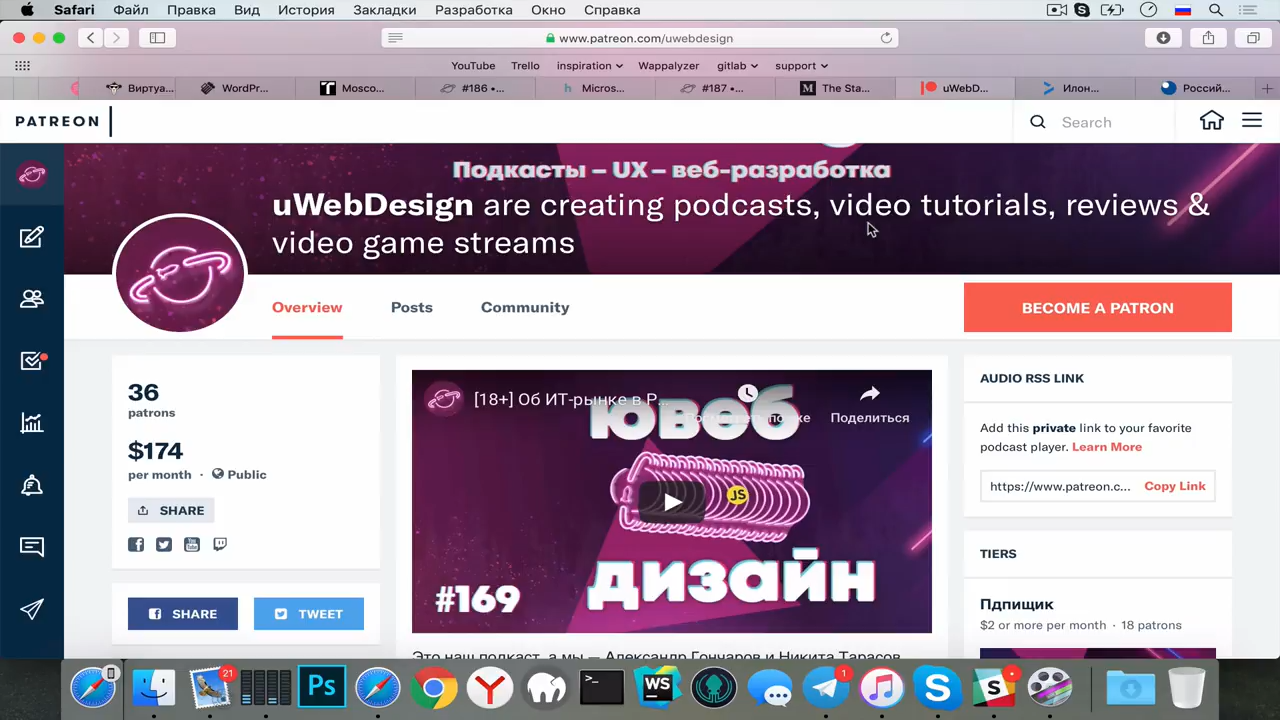 Safari Файл Правка Вид История Закладки Разработка Окно Справка
www.patreon.com/uwebdesign
YouTube Trello inspiration Wappalyzer gitlab support
Виртуа... WordPr... Mosco... #186 •... Micros... #187 •... The Sta... uWebD... Илон... Россий...
PATREON
Search
Подкасты – UX – веб-разработка
uWebDesign are creating podcasts, video tutorials, reviews &
video game streams
Overview Posts Community
BECOME A PATRON
36
patrons
$174
per month · Public
SHARE
SHARE TWEET
[18+] Об ИТ-рынке в Р...
Поделиться
ювеб
JS
дизайн
#169
Это наш подкаст, а мы — Александр Гончаров и Никита Тарасов
AUDIO RSS LINK
Add this private link to your favorite
podcast player. Learn More
https://www.patreon.c... Copy Link
TIERS
Пдпищик
$2 or more per month · 18 patrons
21
Ps
WS
1
S